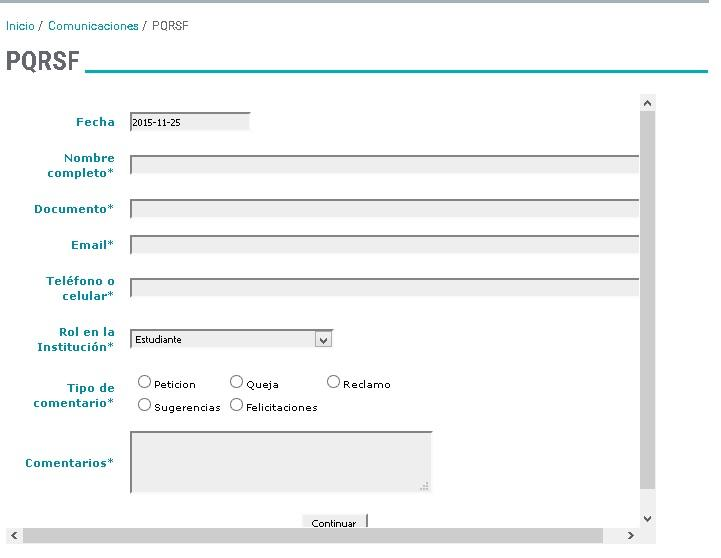 Inicio / Comunicaciones / PQRSF
PQRSF
Fecha
2015-11-25
Nombre
completo*
Documento*
Email*
Teléfono o
celular*
Rol en la
Institución*
Estudiante
Tipo de
comentario*
Peticion Queja Reclamo
Sugerencias Felicitaciones
Comentarios*
Continuar